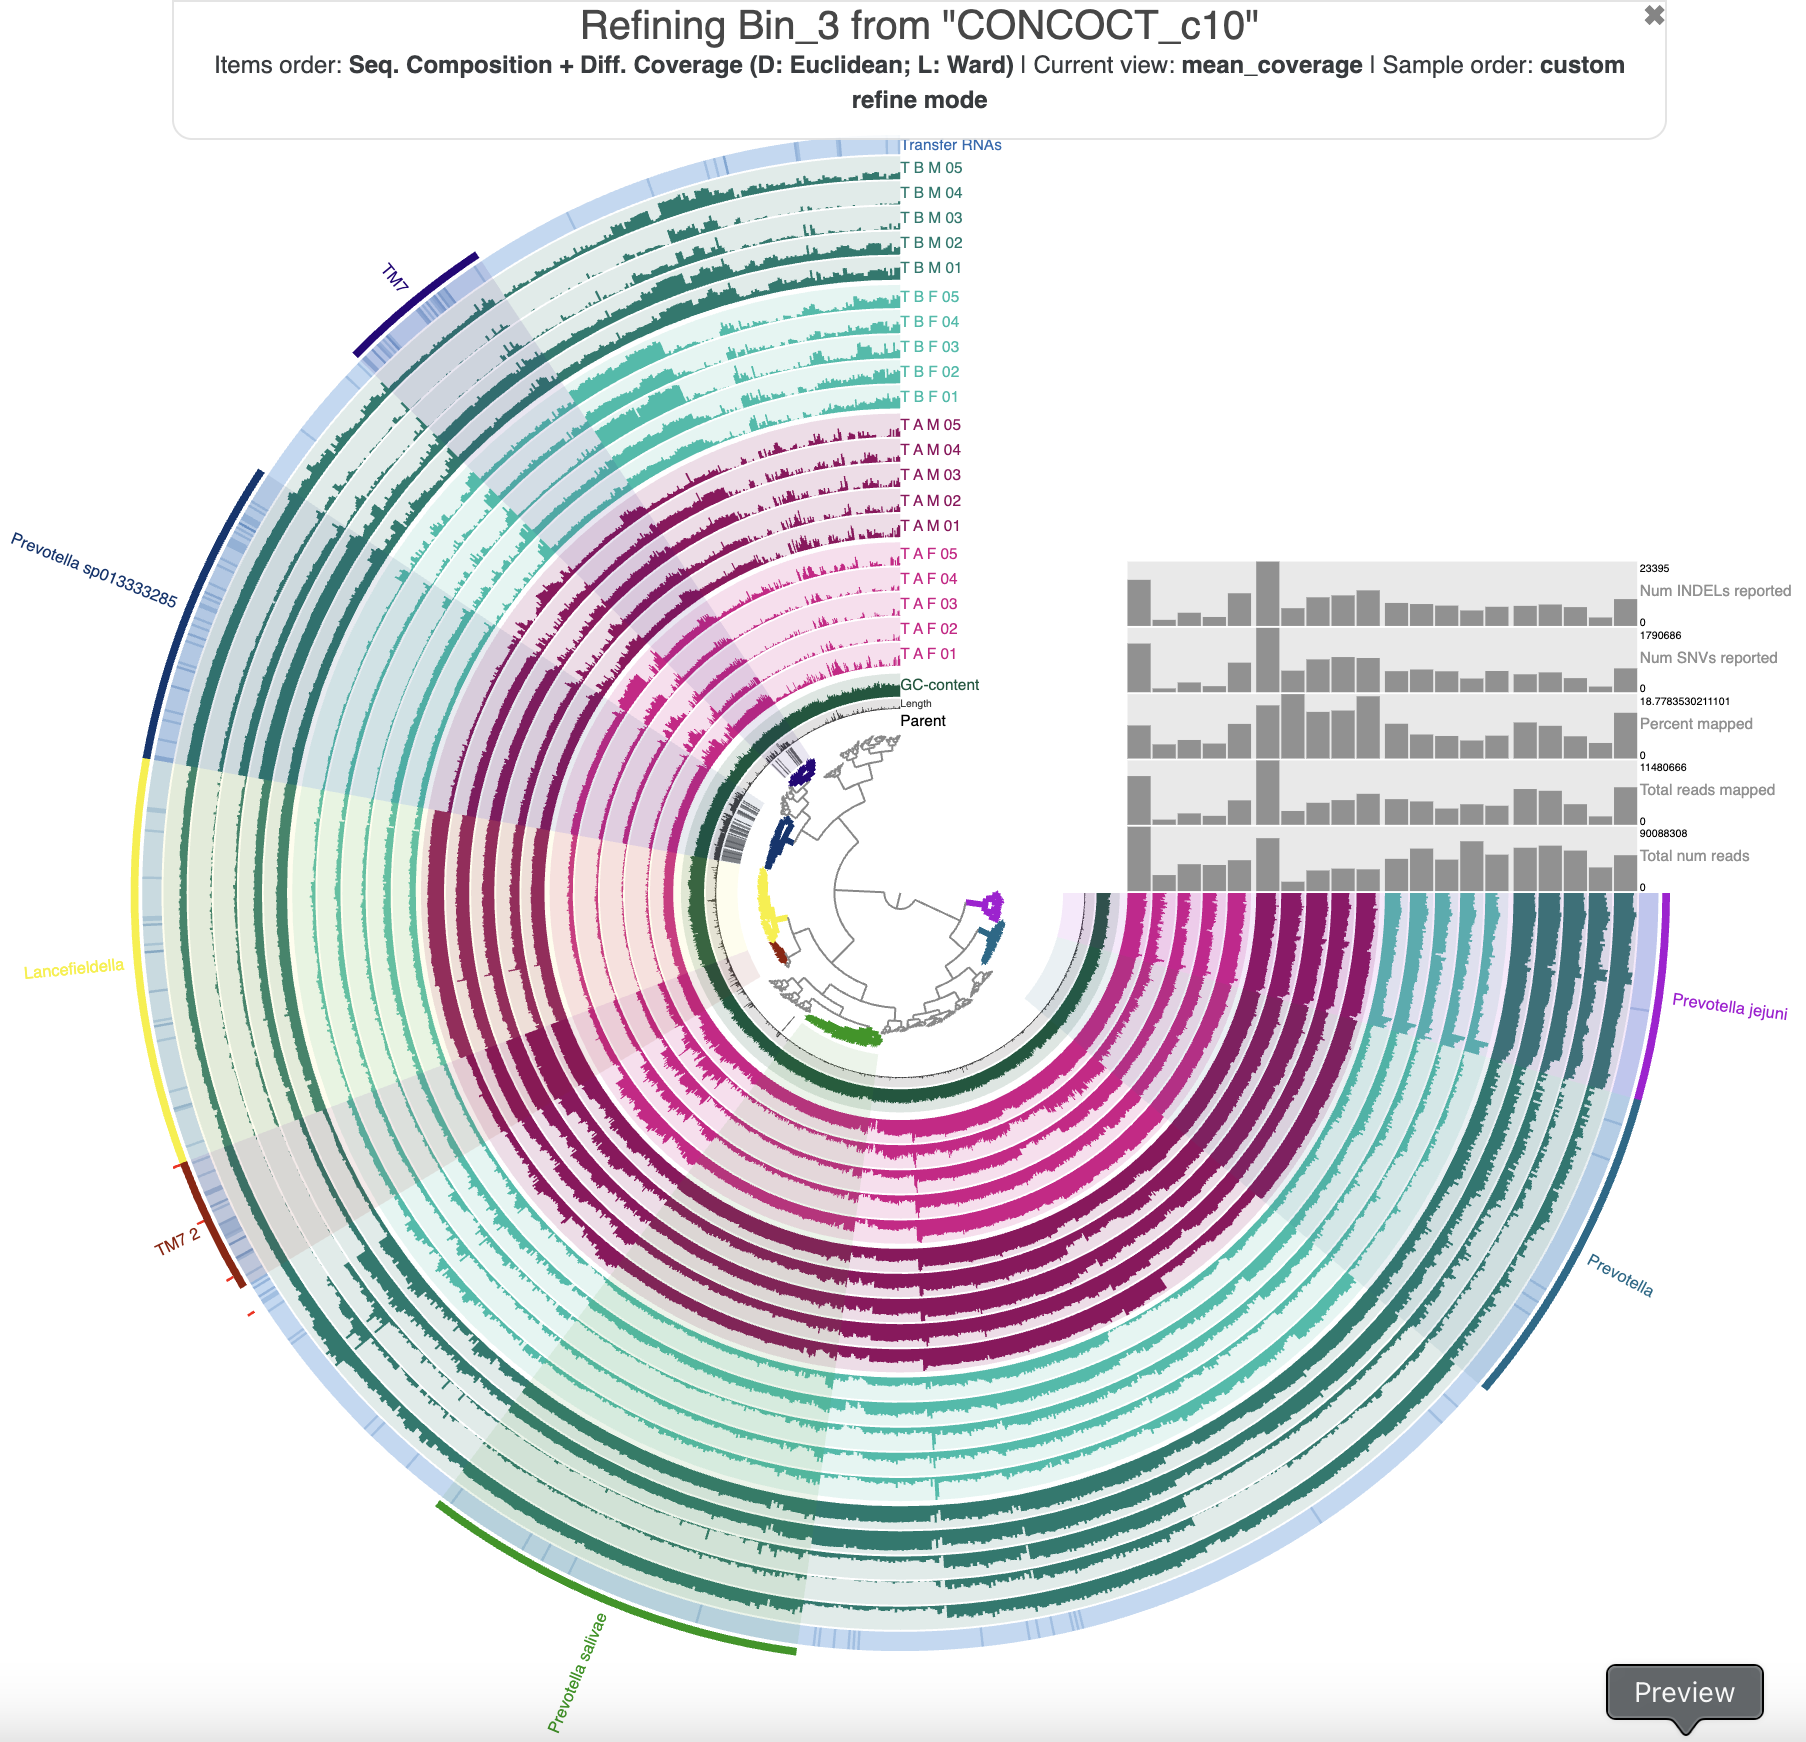 Refining Bin_3 from "CONCOCT_c10"
✖
Items order: Seq. Composition + Diff. Coverage (D: Euclidean; L: Ward) | Current view: mean_coverage | Sample order: custom
refine mode
Transfer RNAs
T B M 05
T B M 04
T B M 03
T B M 02
T B M 01
T B F 05
T B F 04
T B F 03
T B F 02
T B F 01
T A M 05
T A M 04
T A M 03
T A M 02
T A M 01
T A F 05
T A F 04
T A F 03
T A F 02
T A F 01
GC-content
Length
Parent
23395
Num INDELs reported
0
1790686
Num SNVs reported
0
18.7783530211101
Percent mapped
0
11480666
Total reads mapped
0
90088308
Total num reads
0
TM7
Prevotella sp013333285
Lancefieldella
TM7 2
Prevotella salivae
Prevotella jejuni
Prevotella
Preview